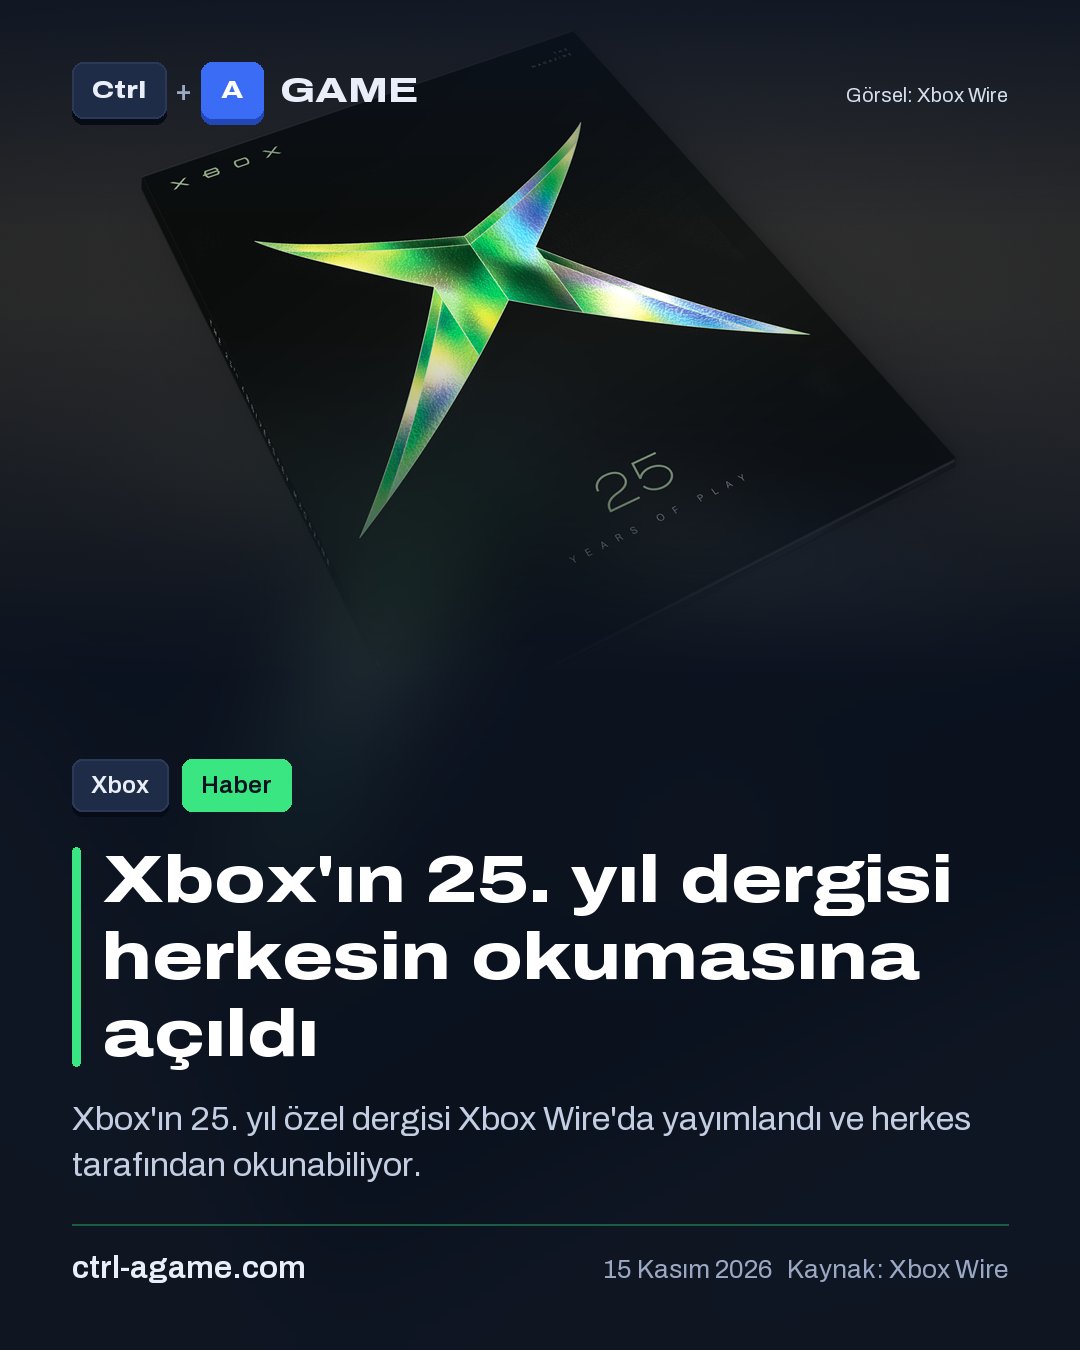 Ctrl + A GAME
Görsel: Xbox Wire
XBOX
25
YEARS OF PLAY
Xbox Haber
Xbox'ın 25. yıl dergisi
herkesin okumasına
açıldı
Xbox'ın 25. yıl özel dergisi Xbox Wire'da yayımlandı ve herkes
tarafından okunabiliyor.
ctrl-agame.com
15 Kasım 2026 Kaynak: Xbox Wire